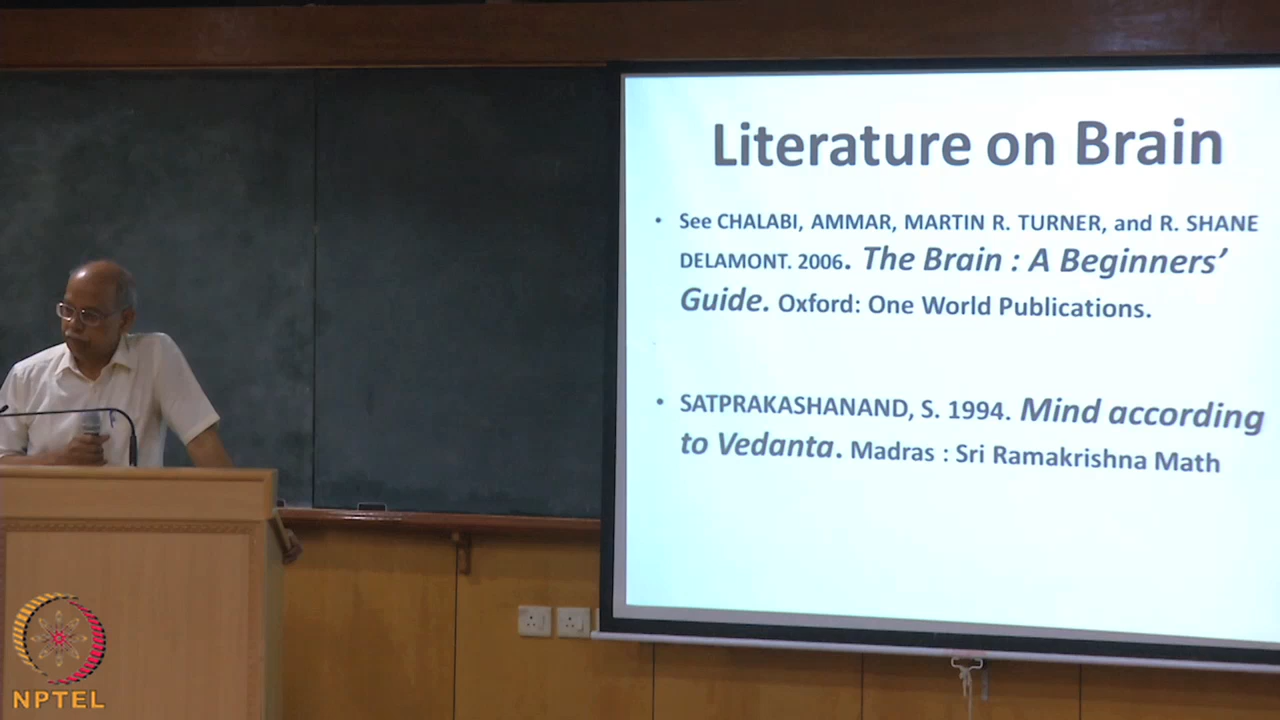 Literature on Brain
• See CHALABI, AMMAR, MARTIN R. TURNER, and R. SHANE
DELAMONT. 2006. The Brain : A Beginners’
Guide. Oxford: One World Publications.
• SATPRAKASHANAND, S. 1994. Mind according
to Vedanta. Madras : Sri Ramakrishna Math
NPTEL